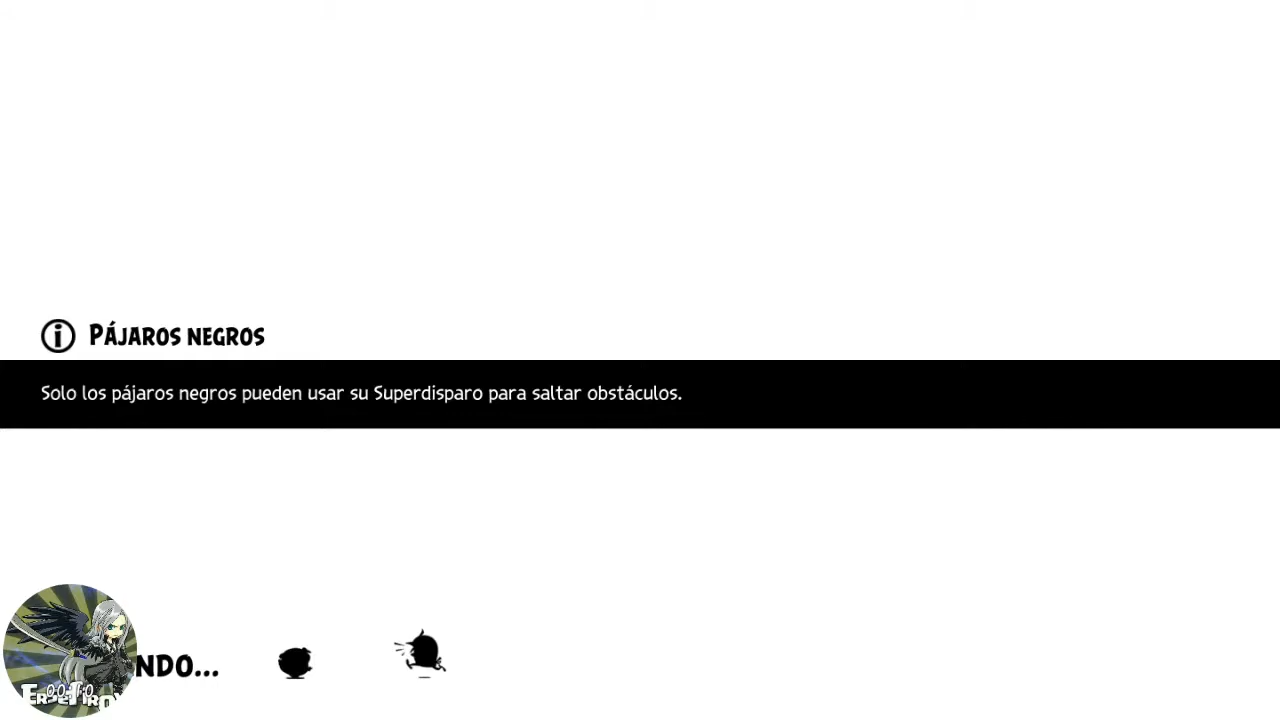 PÁJAROS NEGROS
Solo los pájaros negros pueden usar su Superdisparo para saltar obstáculos.
NDO...